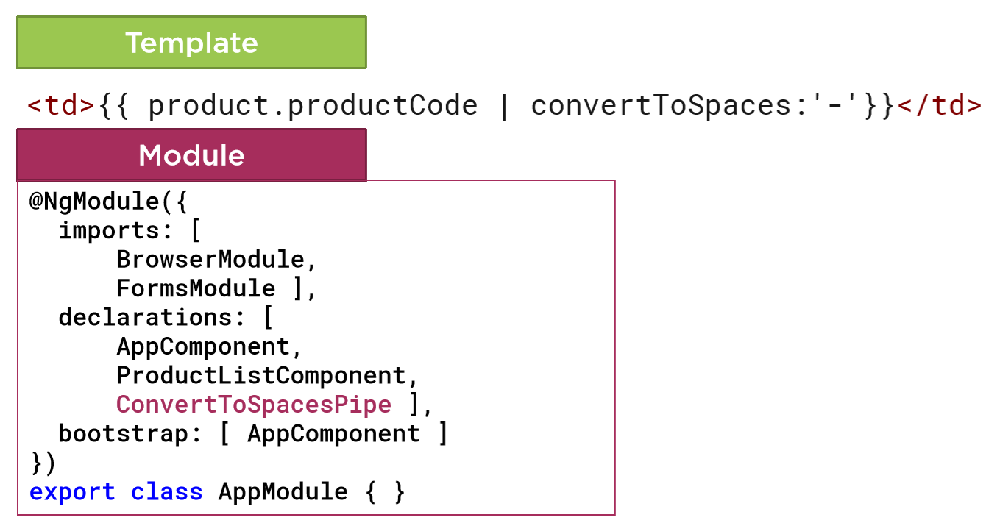 Template
<td>{{ product.productCode | convertToSpaces:'-'}}</td>
Module
@NgModule({
  imports: [
      BrowserModule,
      FormsModule ],
  declarations: [
      AppComponent,
      ProductListComponent,
      ConvertToSpacesPipe ],
  bootstrap: [ AppComponent ]
})
export class AppModule { }